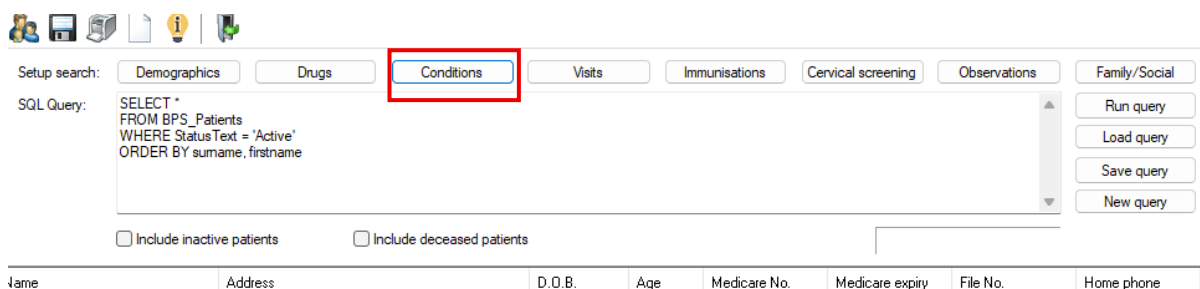 Setup search: Demographics Drugs Conditions Visits Immunisations Cervical screening Observations Family/Social
SQL Query: SELECT *
FROM BPS_Patients
WHERE StatusText = 'Active'
ORDER BY surname, firstname
Run query
Load query
Save query
New query
Include inactive patients Include deceased patients
Name Address D.O.B. Age Medicare No. Medicare expiry File No. Home phone